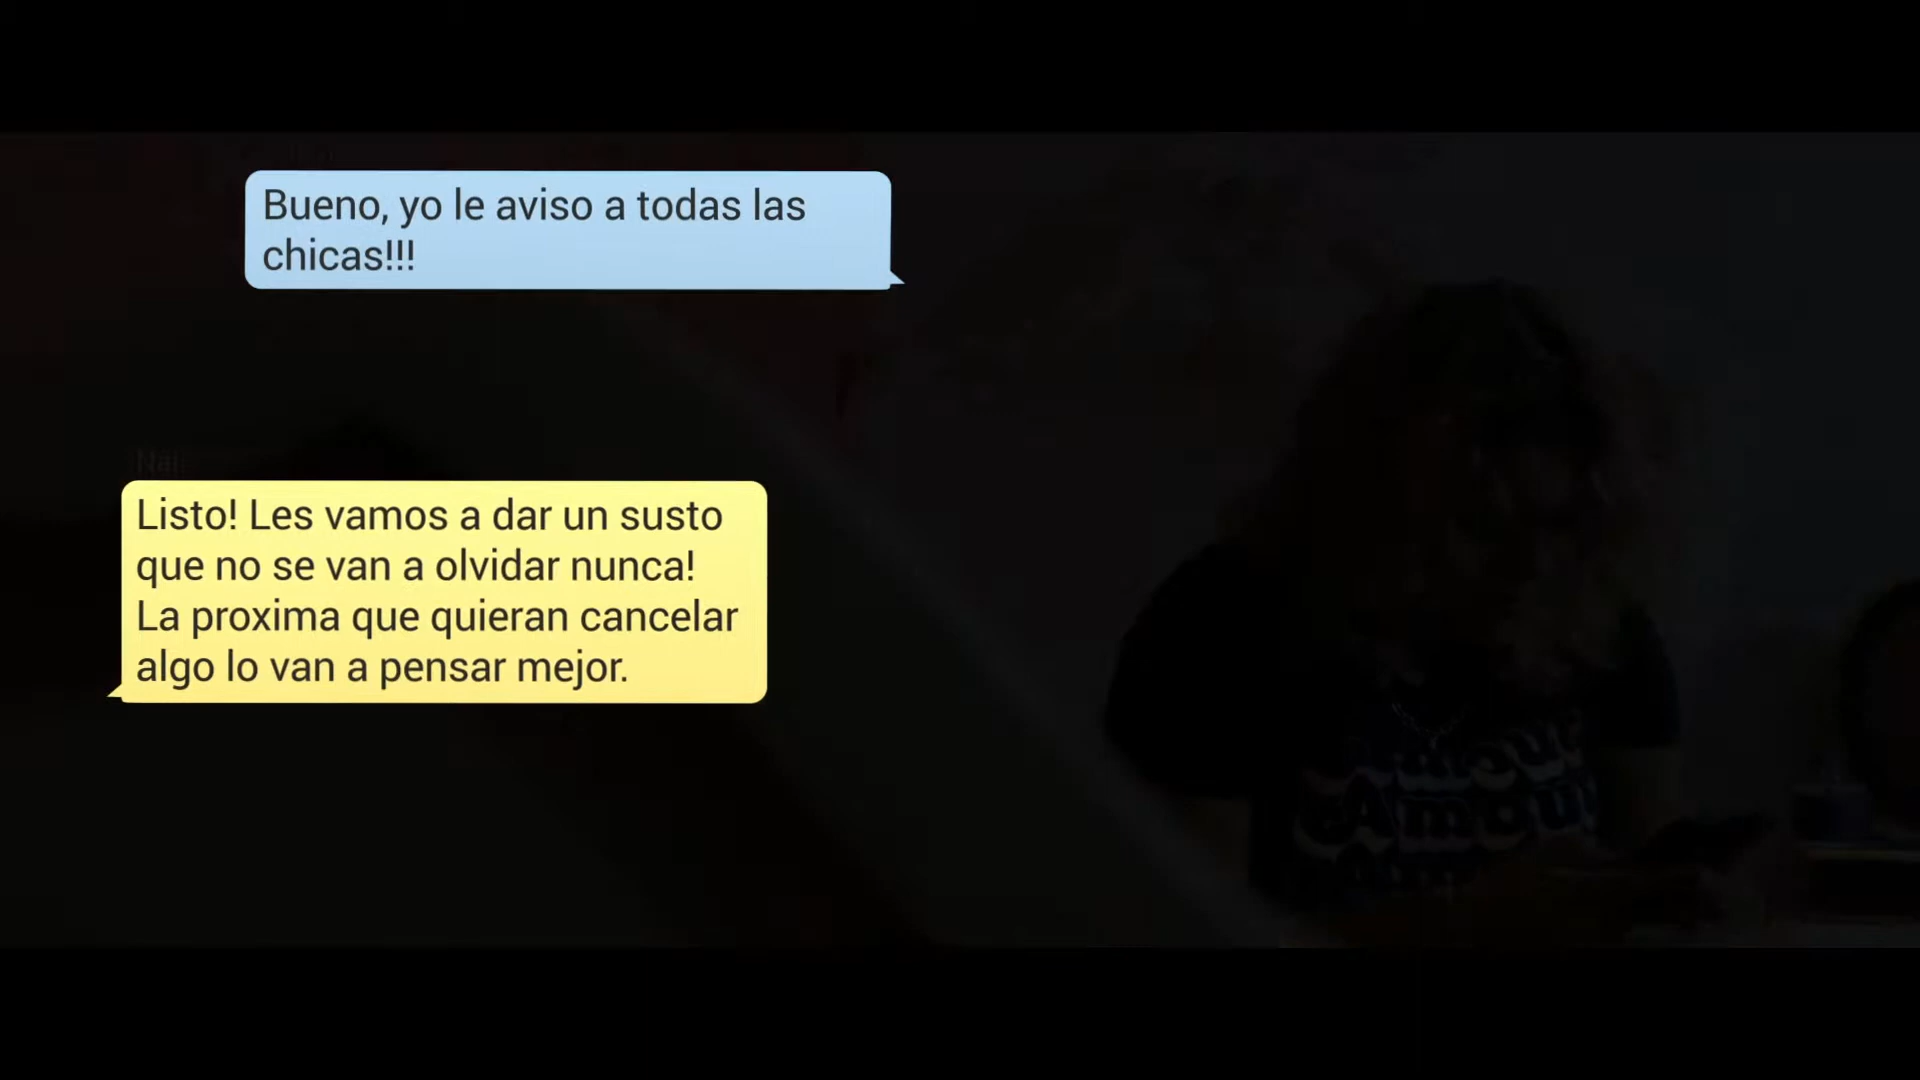 Bueno, yo le aviso a todas las
chicas!!!
Listo! Les vamos a dar un susto
que no se van a olvidar nunca!
La proxima que quieran cancelar
algo lo van a pensar mejor.
Amour